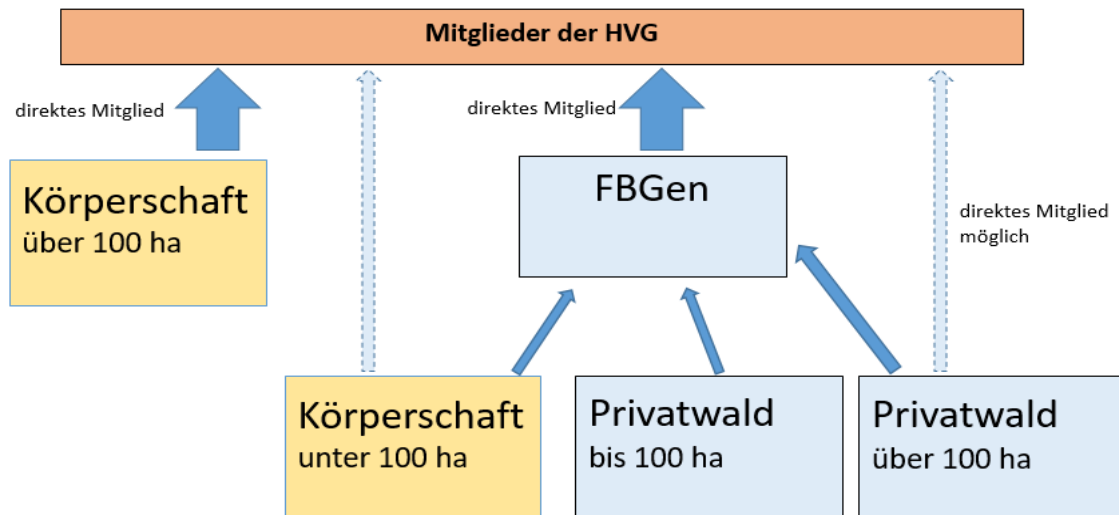 Mitglieder der HVG
direktes Mitglied
direktes Mitglied
Körperschaft
über 100 ha
FBGen
direktes Mitglied
möglich
Körperschaft
unter 100 ha
Privatwald
bis 100 ha
Privatwald
über 100 ha